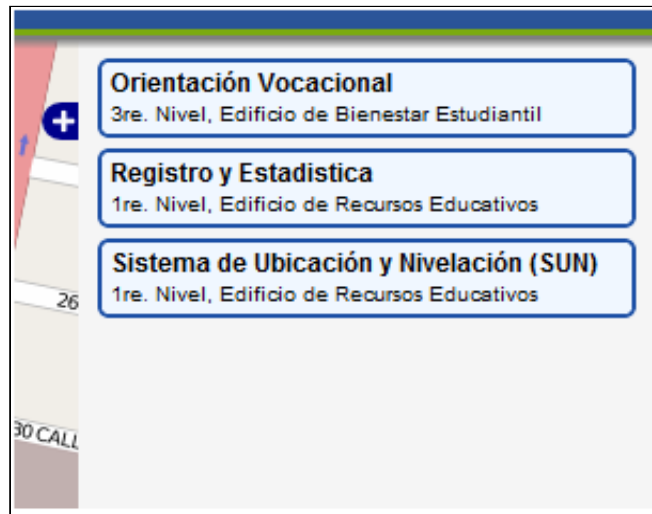 Orientación Vocacional
3re. Nivel, Edificio de Bienestar Estudiantil
Registro y Estadistica
1re. Nivel, Edificio de Recursos Educativos
Sistema de Ubicación y Nivelación (SUN)
1re. Nivel, Edificio de Recursos Educativos
26
30 CALL